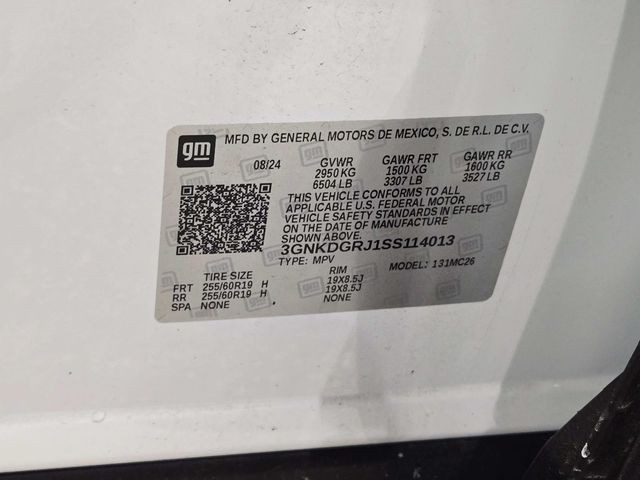 gm
MFD BY GENERAL MOTORS DE MEXICO, S. DE R.L. DE C.V.
08/24 GVWR GAWR FRT GAWR RR
2950 KG 1500 KG 1600 KG
6504 LB 3307 LB 3527 LB
THIS VEHICLE CONFORMS TO ALL
APPLICABLE U.S. FEDERAL MOTOR
VEHICLE SAFETY STANDARDS IN EFFECT
ON THE DATE OF MANUFACTURE
SHOWN ABOVE.
3GNKDGRJ1SS114013
TYPE: MPV MODEL: 131MC26
TIRE SIZE RIM
FRT 255/60R19 H 19X8.5J
RR 255/60R19 H 19X8.5J
SPA NONE NONE